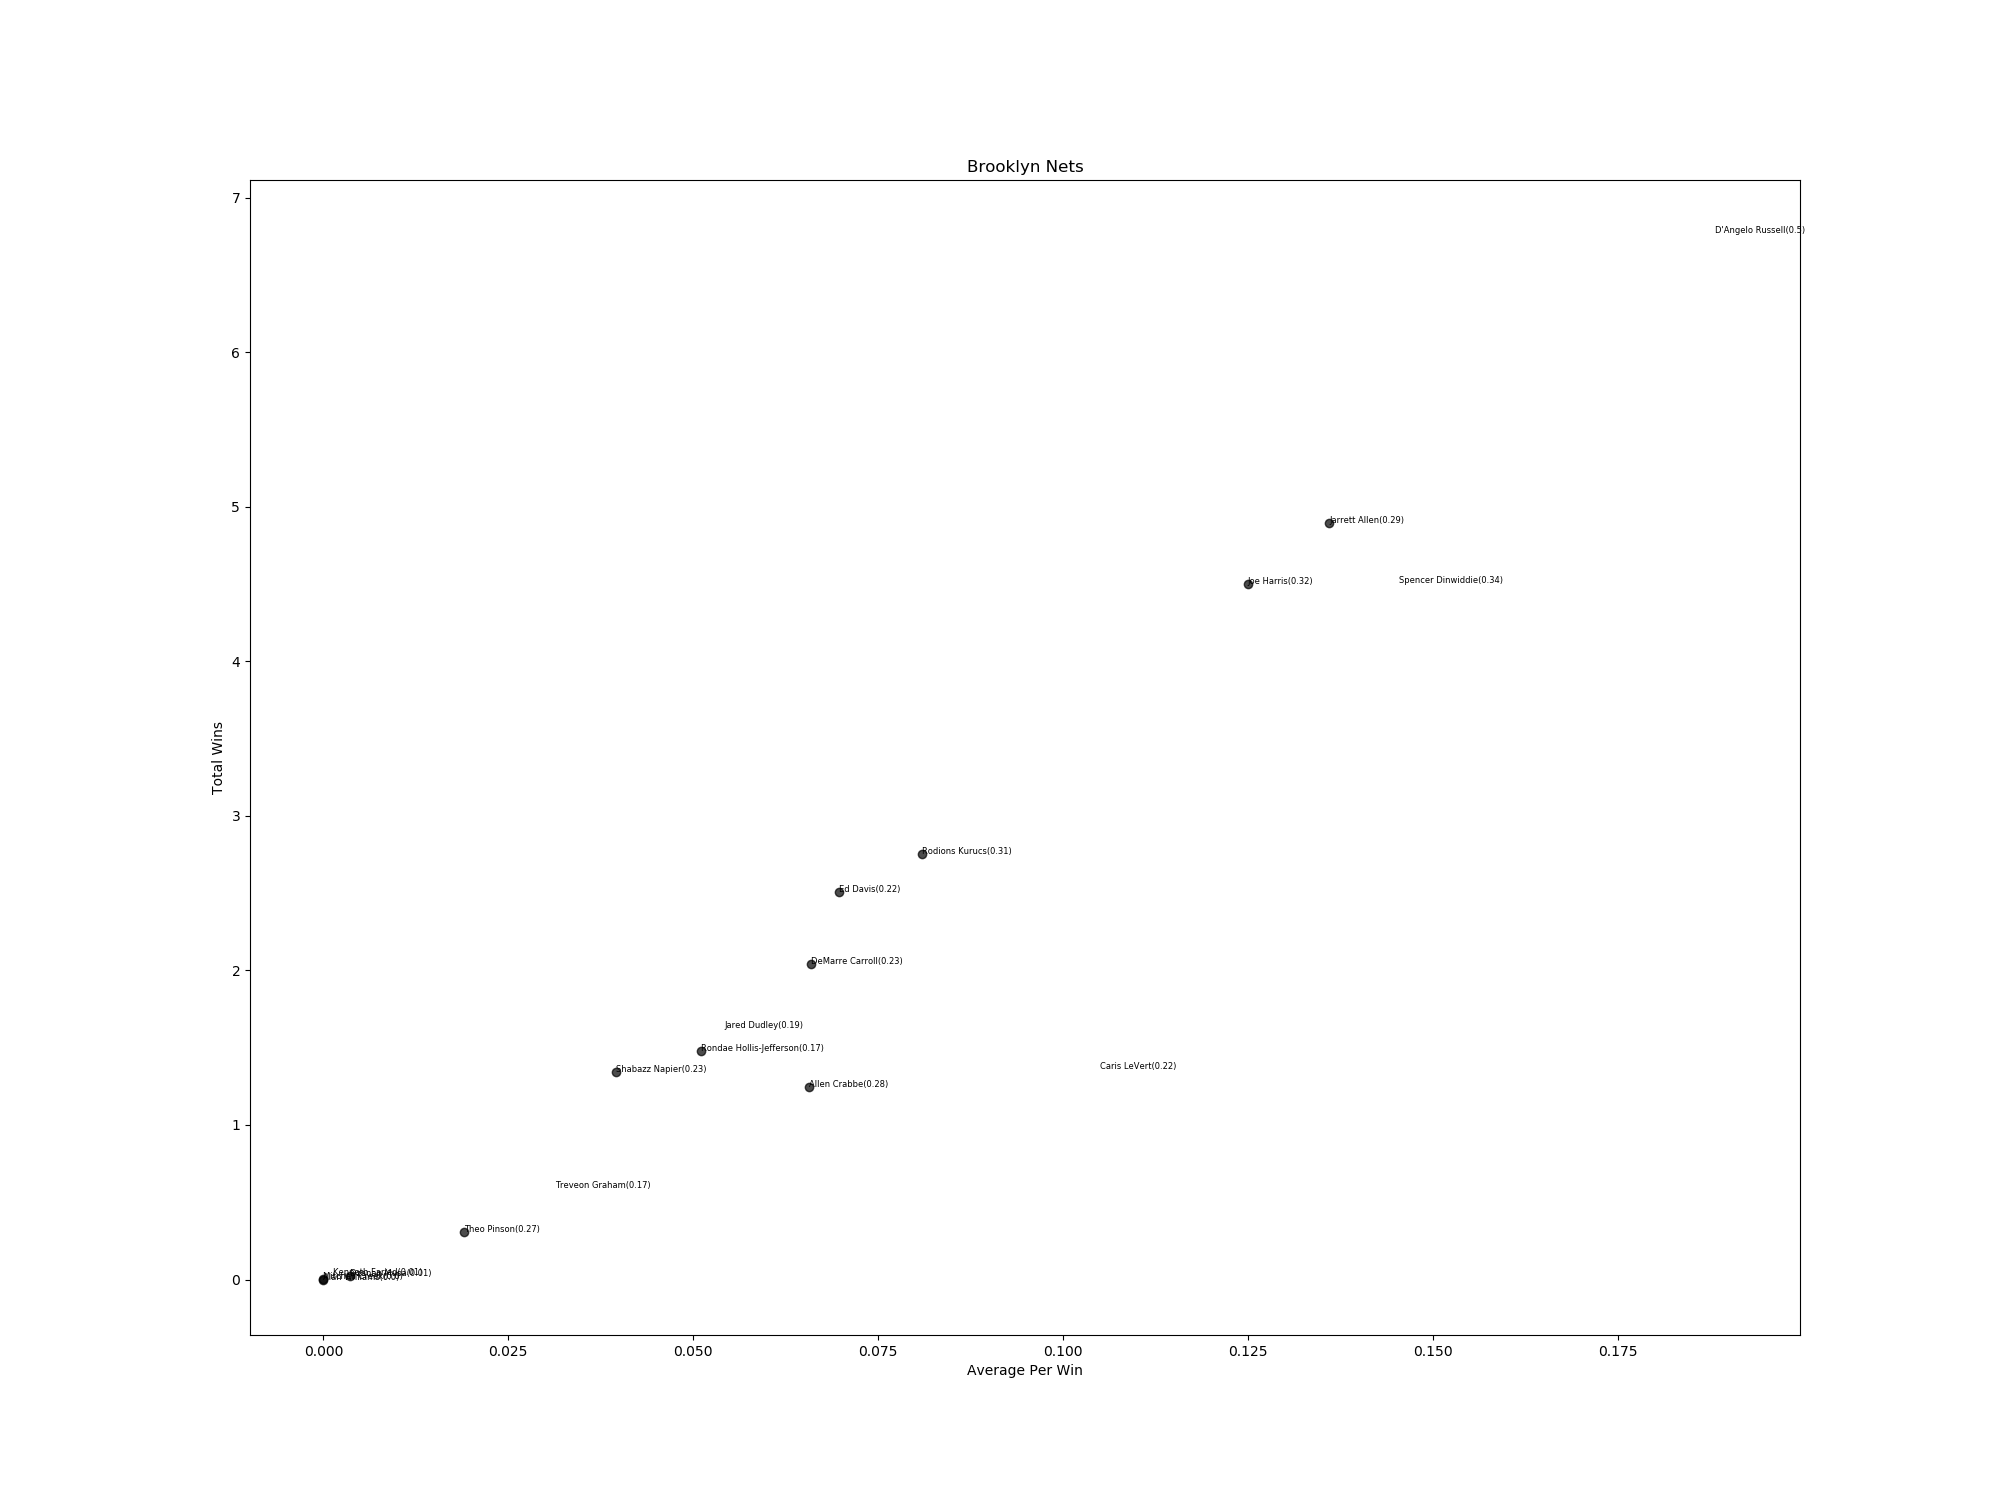 Brooklyn Nets
7
D'Angelo Russell(0.5)
6
5
Jarrett Allen(0.29)
Spencer Dinwiddie(0.34)
Joe Harris(0.32)
4
Total Wins
3
Rodions Kurucs(0.31)
Ed Davis(0.22)
2
DeMarre Carroll(0.23)
Jared Dudley(0.19)
Rondae Hollis-Jefferson(0.17)
Caris LeVert(0.22)
Shabazz Napier(0.23)
Allen Crabbe(0.28)
1
Treveon Graham(0.17)
Theo Pinson(0.27)
Kenneth Faried(0.01)
0
0.000 0.025 0.050 0.075 0.100 0.125 0.150 0.175
Average Per Win